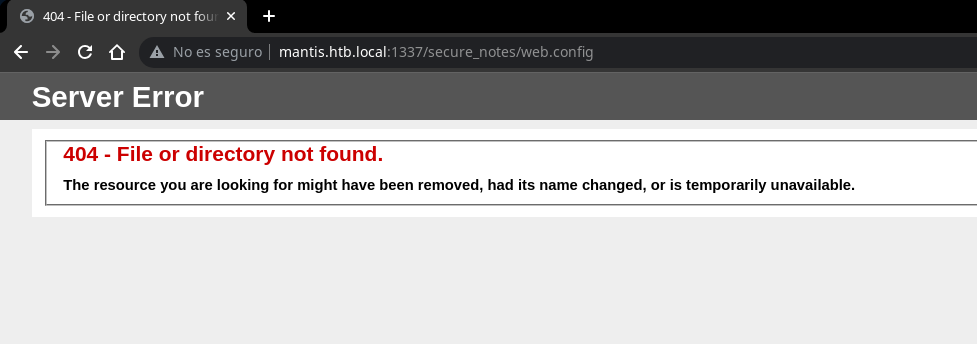 404 - File or directory not four
No es seguro | mantis.htb.local:1337/secure_notes/web.config
Server Error
404 - File or directory not found.
The resource you are looking for might have been removed, had its name changed, or is temporarily unavailable.